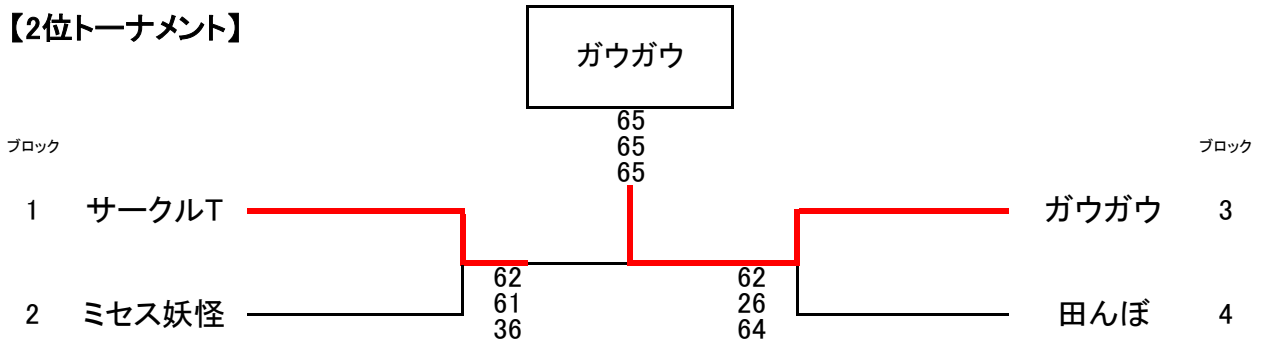 【2位トーナメント】
ガウガウ
65
65
65
ブロック
ブロック
1 サークルT
ガウガウ 3
62
61
36
62
26
64
2 ミセス妖怪
田んぼ 4